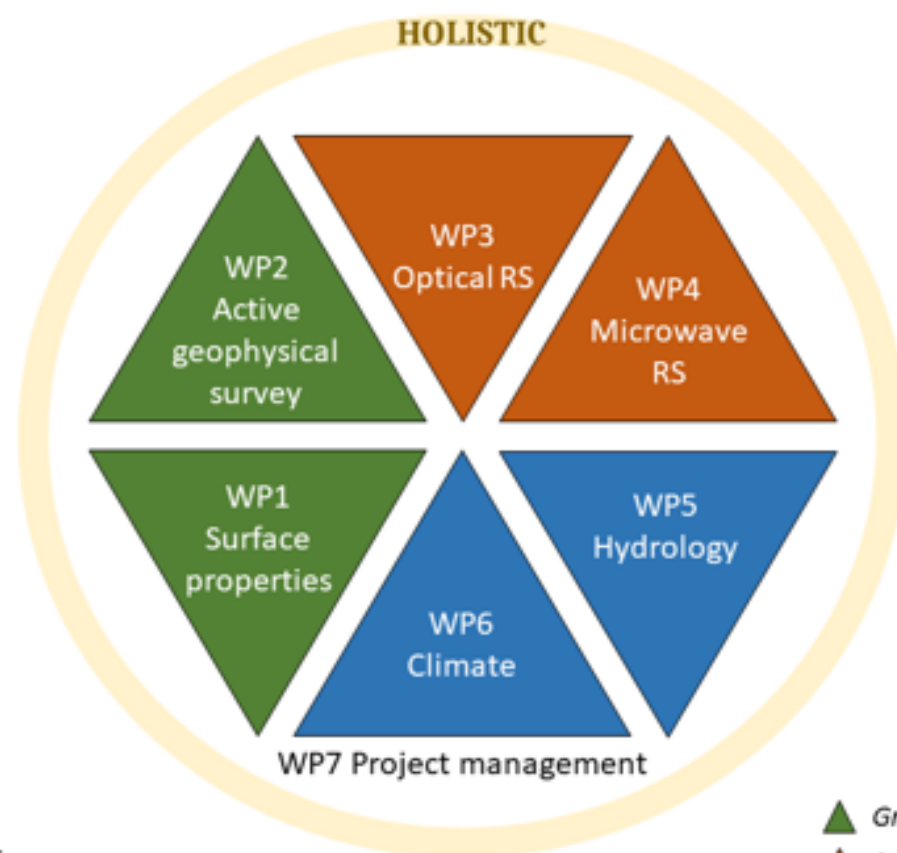 HOLISTIC
WP3
Optical RS
WP2
Active
geophysical
survey
WP4
Microwave
RS
WP1
Surface
properties
WP5
Hydrology
WP6
Climate
WP7 Project management